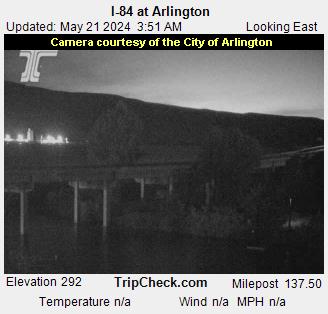 I-84 at Arlington
Updated: May 21 2024 3:51 AM Looking East
Camera courtesy of the City of Arlington
Elevation 292 TripCheck.com Milepost 137.50
Temperature n/a Wind n/a MPH n/a